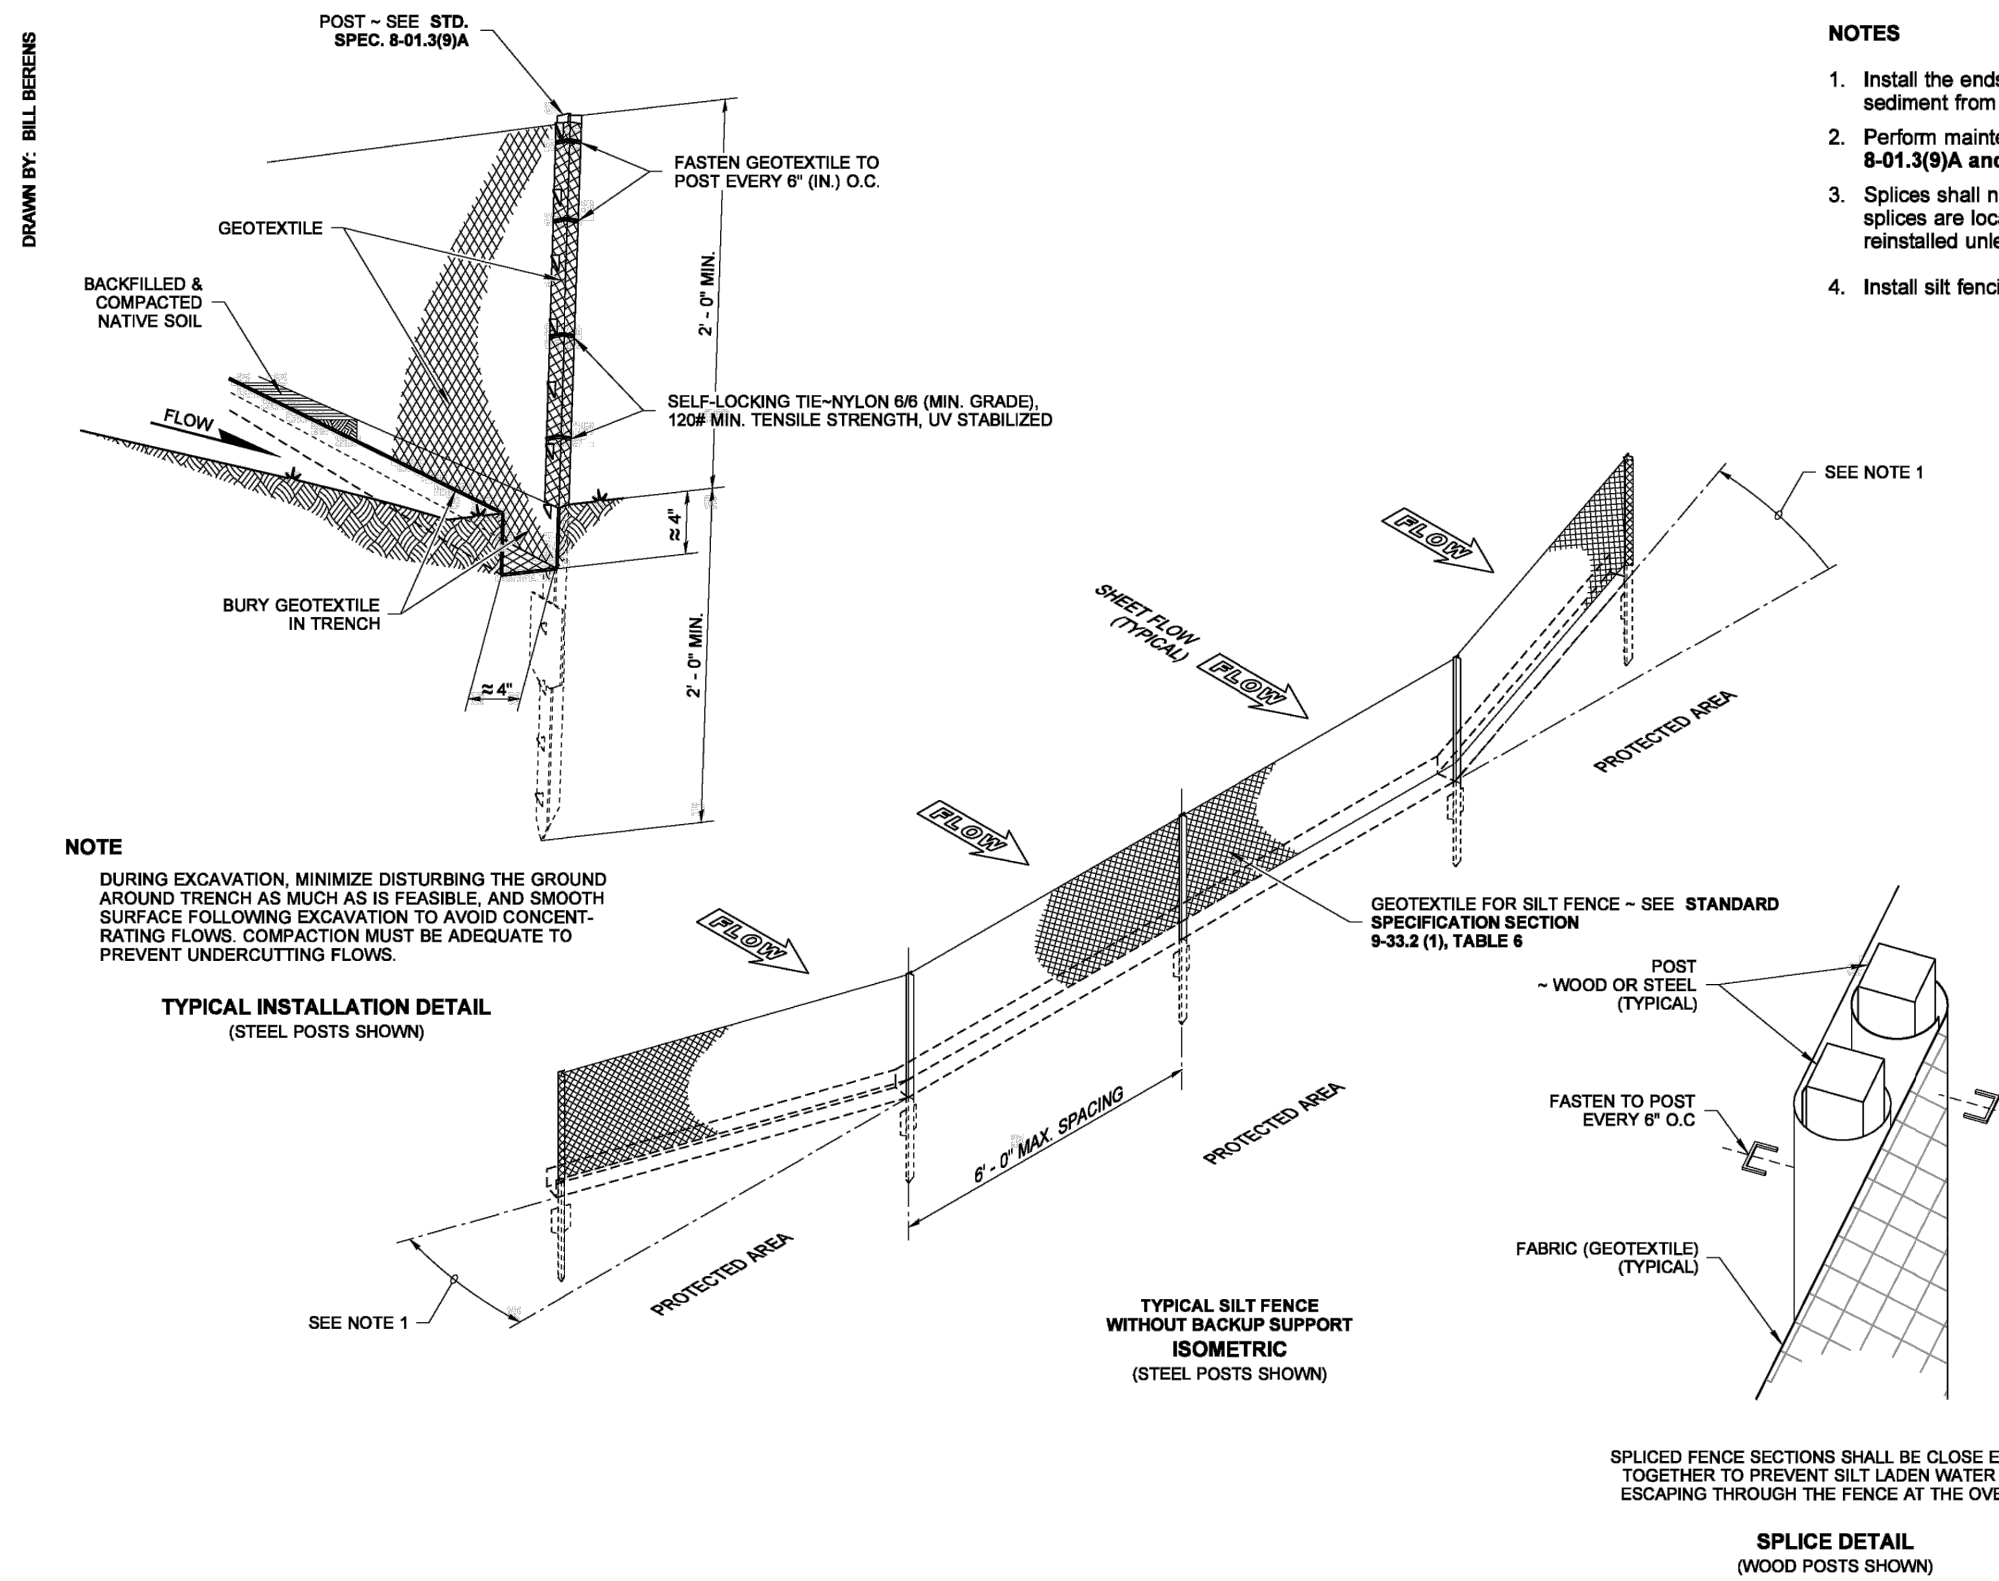 DRAWN BY: BILL BERENS
POST ~ SEE STD.
SPEC. 8-01.3(9)A
FASTEN GEOTEXTILE TO
POST EVERY 6" (IN.) O.C.
GEOTEXTILE
BACKFILLED &
COMPACTED
NATIVE SOIL
2' - 0" MIN.
FLOW
SELF-LOCKING TIE~NYLON 6/6 (MIN. GRADE),
120# MIN. TENSILE STRENGTH, UV STABILIZED
≈ 4"
BURY GEOTEXTILE
IN TRENCH
≈ 4"
2' - 0" MIN.
NOTE
DURING EXCAVATION, MINIMIZE DISTURBING THE GROUND
AROUND TRENCH AS MUCH AS IS FEASIBLE, AND SMOOTH
SURFACE FOLLOWING EXCAVATION TO AVOID CONCENT-
RATING FLOWS. COMPACTION MUST BE ADEQUATE TO
PREVENT UNDERCUTTING FLOWS.
TYPICAL INSTALLATION DETAIL
(STEEL POSTS SHOWN)
NOTES
1. Install the ends
sediment from
2. Perform mainte
8-01.3(9)A and
3. Splices shall n
splices are loca
reinstalled unle
4. Install silt fenci
SEE NOTE 1
FLOW
SHEET FLOW
(TYPICAL)
FLOW
PROTECTED AREA
FLOW
GEOTEXTILE FOR SILT FENCE ~ SEE STANDARD
SPECIFICATION SECTION
9-33.2 (1), TABLE 6
FLOW
6' - 0" MAX. SPACING
PROTECTED AREA
PROTECTED AREA
SEE NOTE 1
TYPICAL SILT FENCE
WITHOUT BACKUP SUPPORT
ISOMETRIC
(STEEL POSTS SHOWN)
POST
~ WOOD OR STEEL
(TYPICAL)
FASTEN TO POST
EVERY 6" O.C
FABRIC (GEOTEXTILE)
(TYPICAL)
SPLICED FENCE SECTIONS SHALL BE CLOSE E
TOGETHER TO PREVENT SILT LADEN WATER
ESCAPING THROUGH THE FENCE AT THE OVE
SPLICE DETAIL
(WOOD POSTS SHOWN)